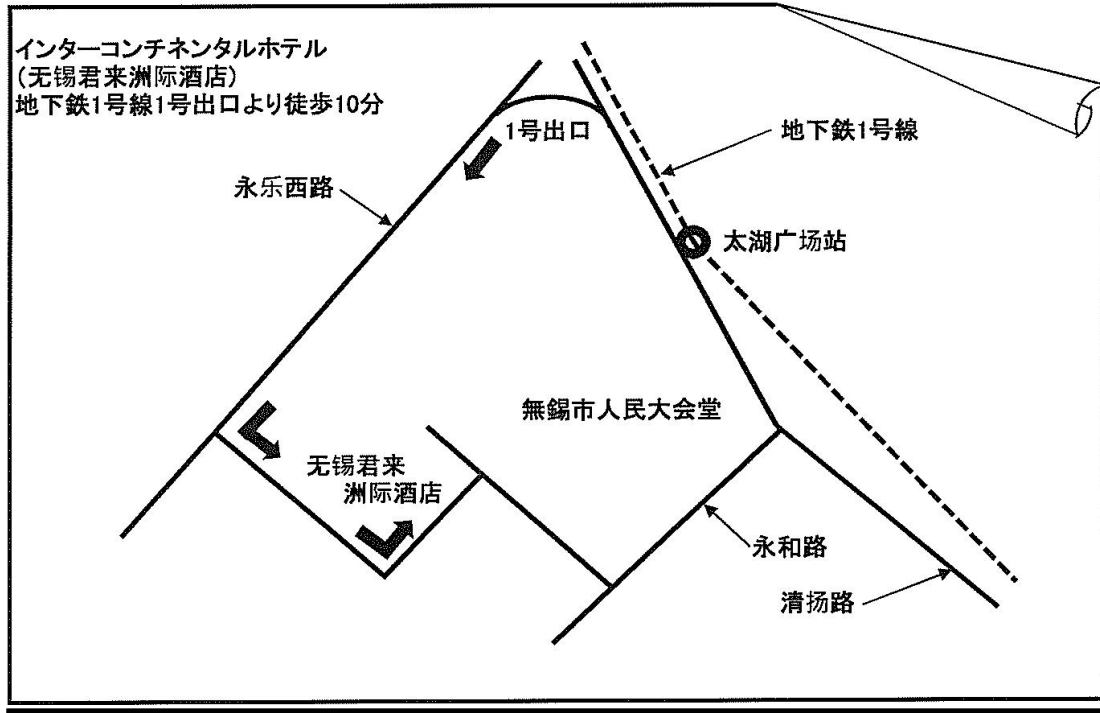 インターコンチネンタルホテル
(无锡君来洲际酒店)
地下鉄1号線1号出口より徒歩10分
1号出口
地下鉄1号線
永乐西路
太湖广场站
無錫市人民大会堂
无锡君来
洲际酒店
永和路
清扬路